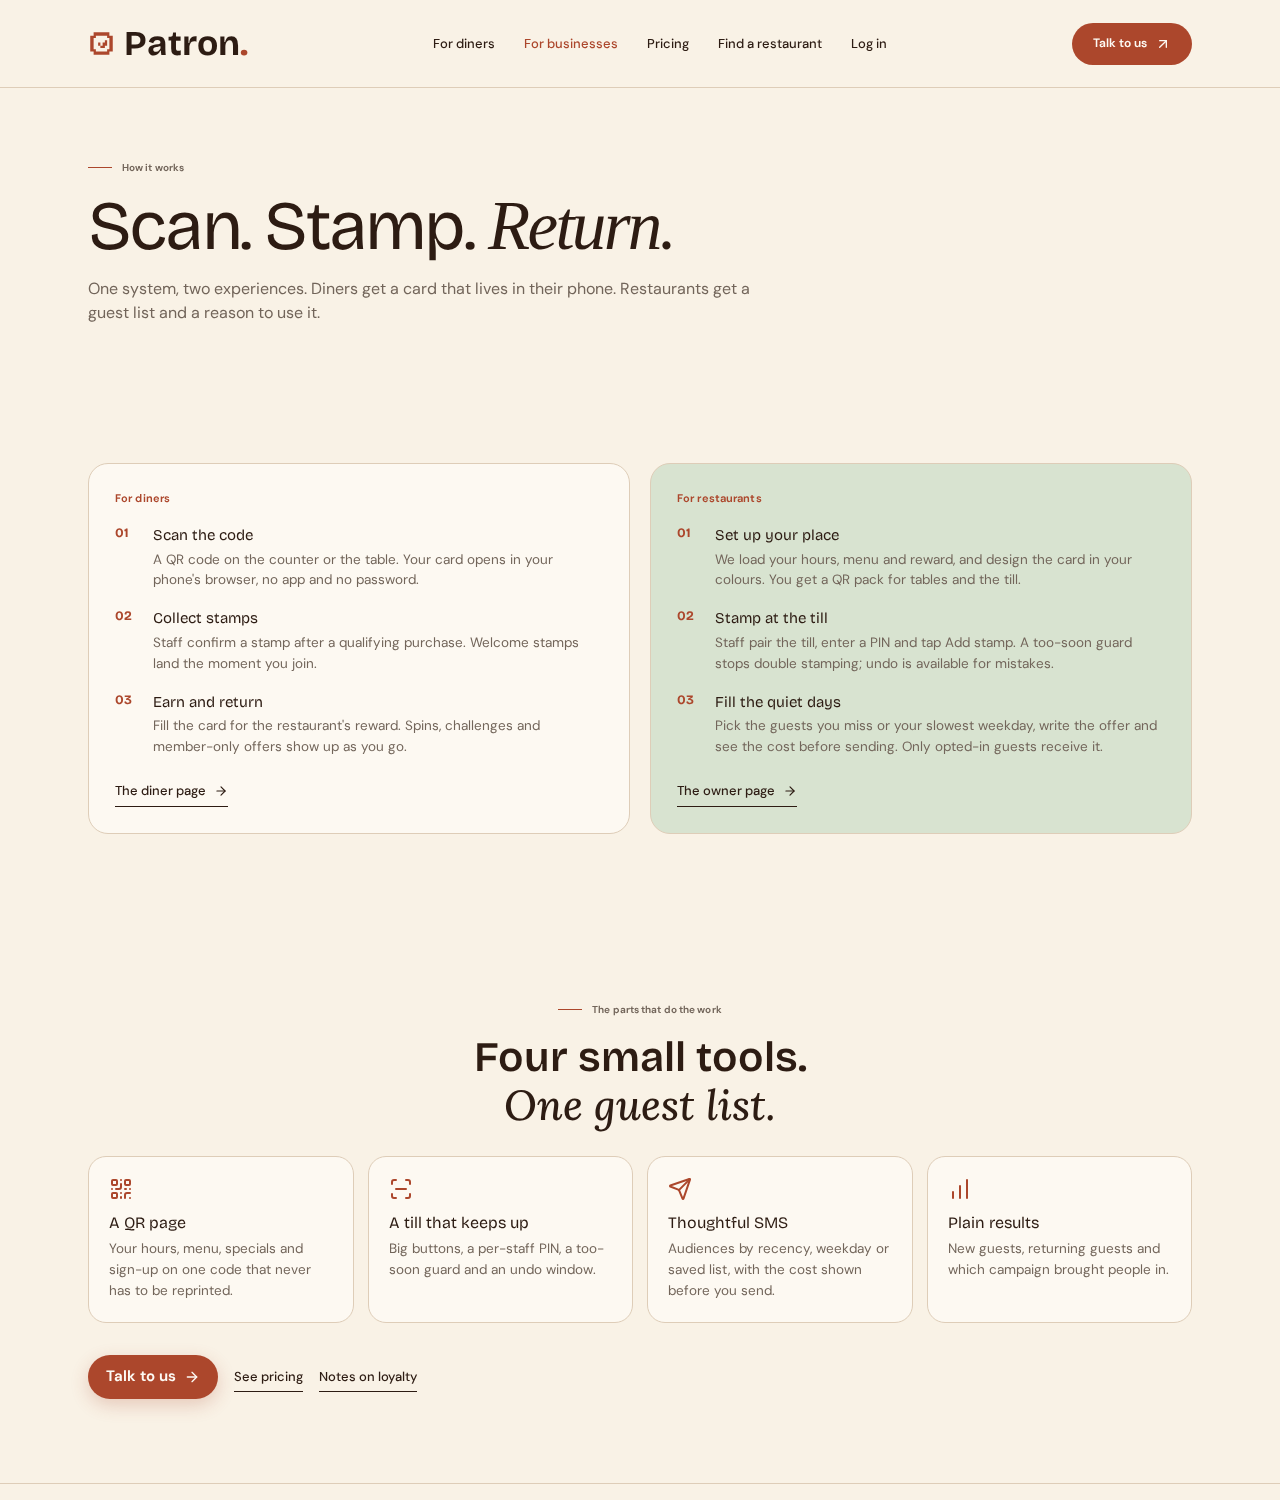 Patron.
For diners
For businesses
Pricing
Find a restaurant
Log in
Talk to us
How it works
Scan. Stamp. Return.
One system, two experiences. Diners get a card that lives in their phone. Restaurants get a
guest list and a reason to use it.
For diners
01
Scan the code
A QR code on the counter or the table. Your card opens in your
phone's browser, no app and no password.
02
Collect stamps
Staff confirm a stamp after a qualifying purchase. Welcome stamps
land the moment you join.
03
Earn and return
Fill the card for the restaurant's reward. Spins, challenges and
member-only offers show up as you go.
The diner page
For restaurants
01
Set up your place
We load your hours, menu and reward, and design the card in your
colours. You get a QR pack for tables and the till.
02
Stamp at the till
Staff pair the till, enter a PIN and tap Add stamp. A too-soon guard
stops double stamping; undo is available for mistakes.
03
Fill the quiet days
Pick the guests you miss or your slowest weekday, write the offer and
see the cost before sending. Only opted-in guests receive it.
The owner page
The parts that do the work
Four small tools.
One guest list.
A QR page
Your hours, menu, specials and
sign-up on one code that never
has to be reprinted.
A till that keeps up
Big buttons, a per-staff PIN, a too-
soon guard and an undo window.
Thoughtful SMS
Audiences by recency, weekday or
saved list, with the cost shown
before you send.
Plain results
New guests, returning guests and
which campaign brought people in.
Talk to us
See pricing
Notes on loyalty